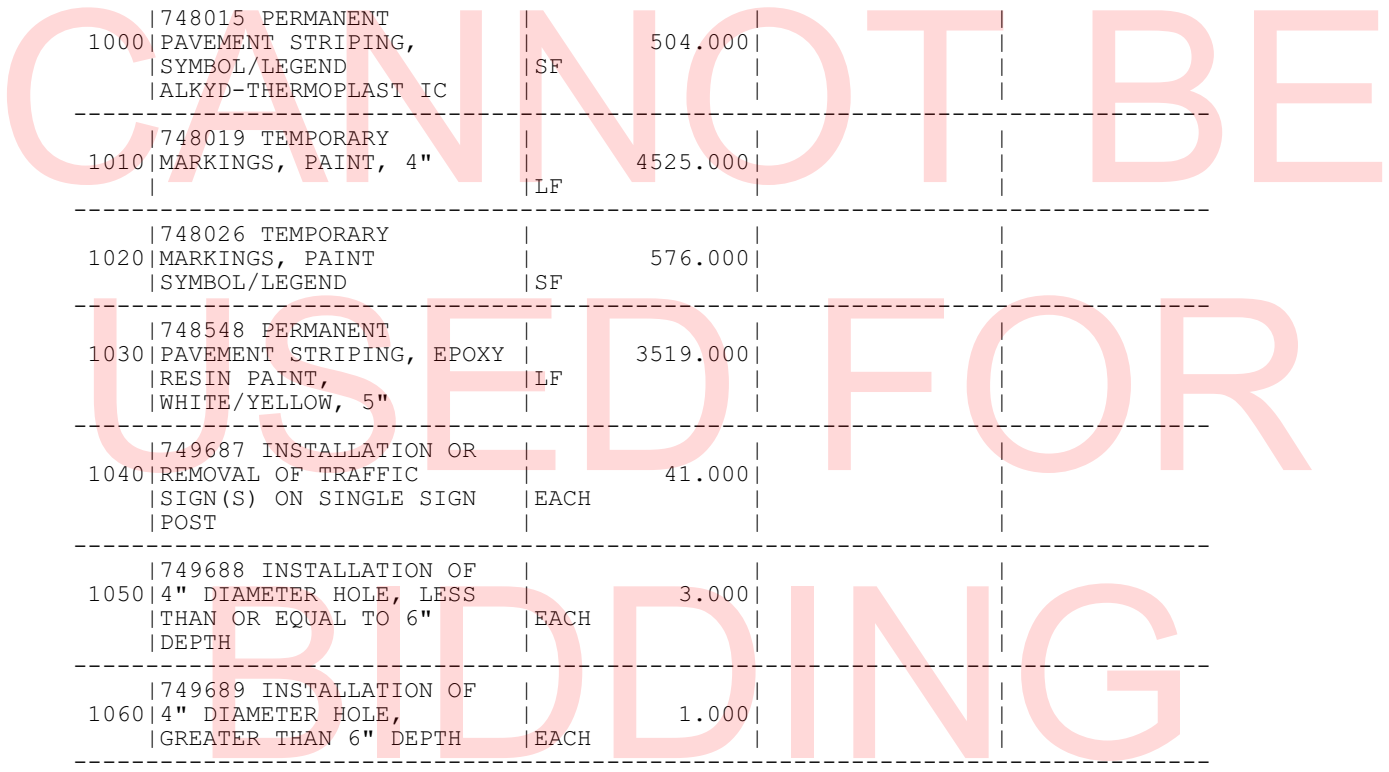 |748015 PERMANENT | | |
1000|PAVEMENT STRIPING, | 504.000| |
|SYMBOL/LEGEND |SF | |
|ALKYD-THERMOPLAST IC | | |
--------------------------------------------------------------------------------
|748019 TEMPORARY | | |
1010|MARKINGS, PAINT, 4" | 4525.000| |
| |LF | |
--------------------------------------------------------------------------------
|748026 TEMPORARY | | |
1020|MARKINGS, PAINT | 576.000| |
|SYMBOL/LEGEND |SF | |
--------------------------------------------------------------------------------
|748548 PERMANENT | | |
1030|PAVEMENT STRIPING, EPOXY | 3519.000| |
|RESIN PAINT, |LF | |
|WHITE/YELLOW, 5" | | |
--------------------------------------------------------------------------------
|749687 INSTALLATION OR | | |
1040|REMOVAL OF TRAFFIC | 41.000| |
|SIGN(S) ON SINGLE SIGN |EACH | |
|POST | | |
--------------------------------------------------------------------------------
|749688 INSTALLATION OF | | |
1050|4" DIAMETER HOLE, LESS | 3.000| |
|THAN OR EQUAL TO 6" |EACH | |
|DEPTH | | |
--------------------------------------------------------------------------------
|749689 INSTALLATION OF | | |
1060|4" DIAMETER HOLE, | 1.000| |
|GREATER THAN 6" DEPTH |EACH | |
--------------------------------------------------------------------------------
CANNOT BE
USED FOR
BIDDING